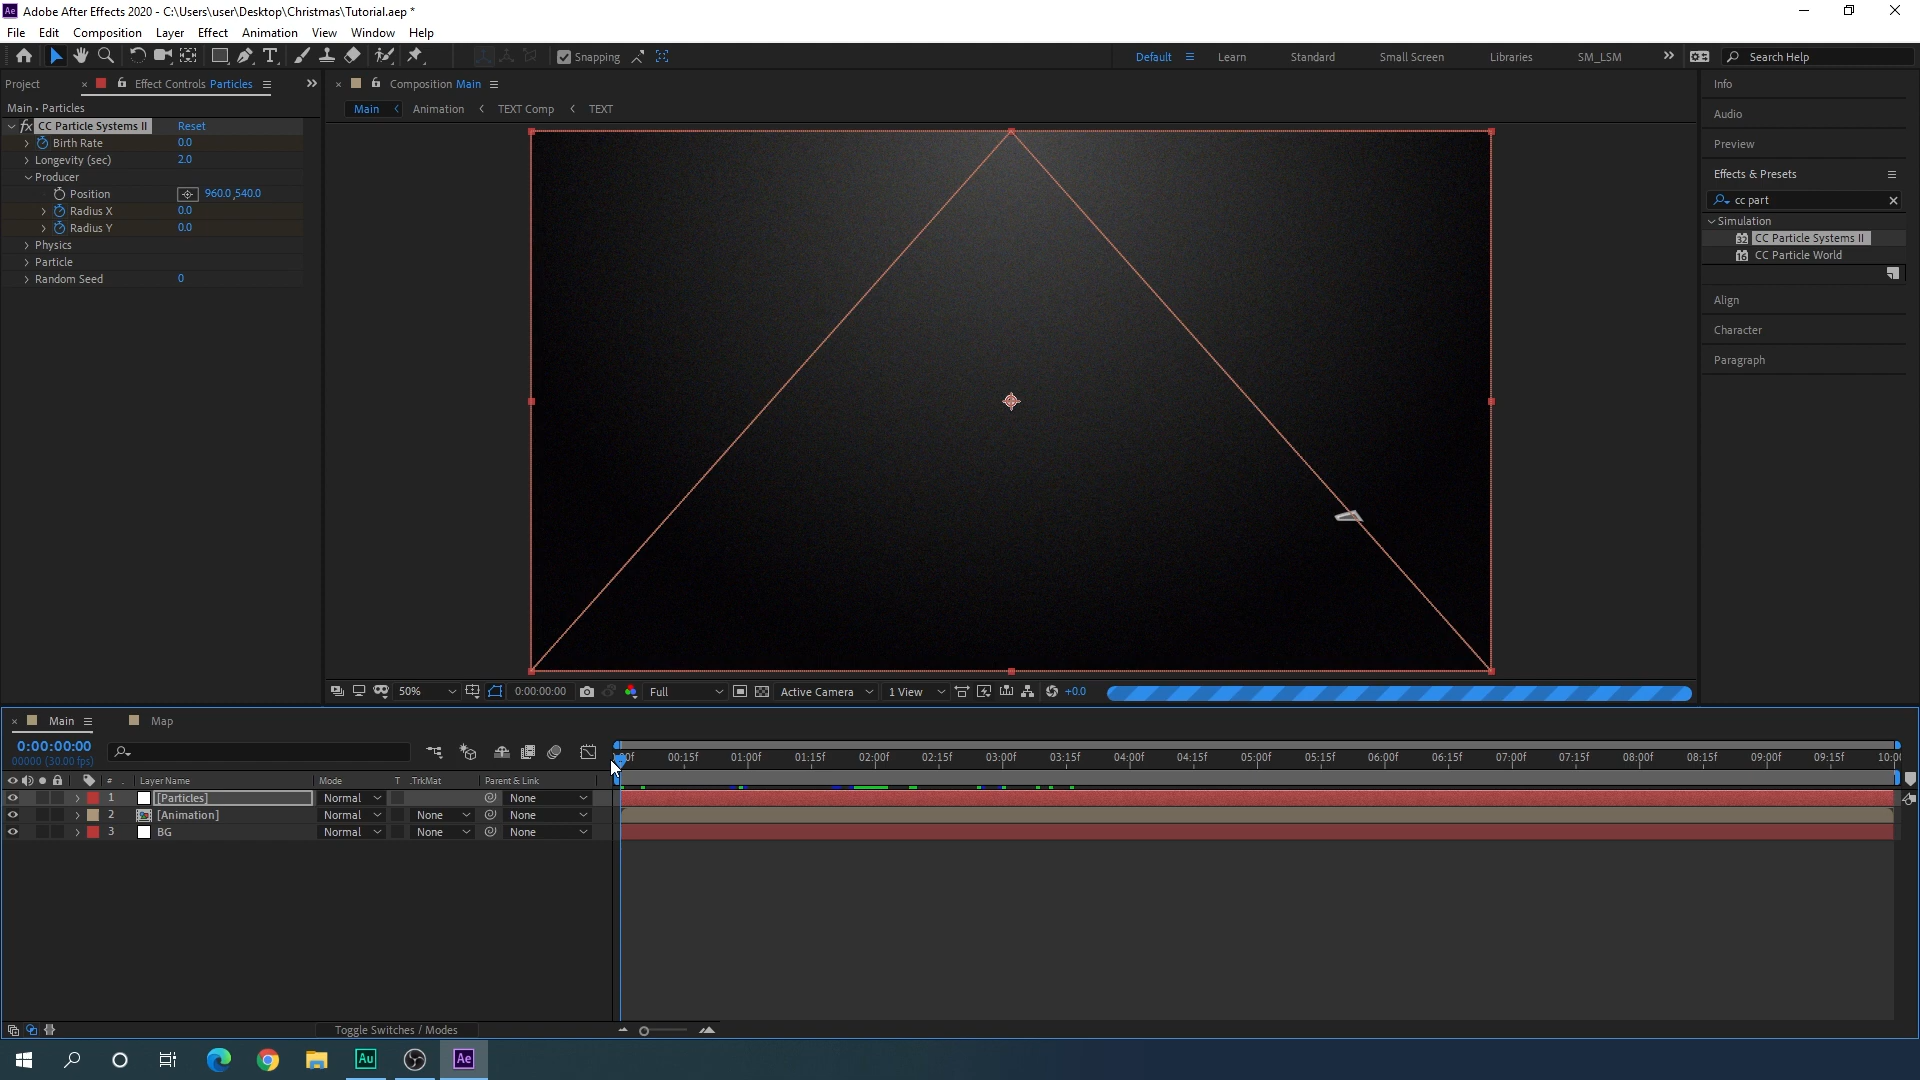 Ae Adobe After Effects 2020 - C:\Users\user\Desktop\Christmas\Tutorial.aep *
File Edit Composition Layer Effect Animation View Window Help
Snapping Default Learn Standard Small Screen Libraries SM_LSM Search Help
Project Effect Controls Particles
Composition Main
Main • Particles
Main Animation TEXT Comp TEXT
fx CC Particle Systems II Reset
Birth Rate 0.0
Longevity (sec) 2.0
Producer
Position 960.0,540.0
Radius X 0.0
Radius Y 0.0
Physics
Particle
Random Seed 0
Info
Audio
Preview
Effects & Presets
cc part
Simulation
32 CC Particle Systems II
16 CC Particle World
Align
Character
Paragraph
50% 0:00:00:00 Full Active Camera 1 View +0.0
Main Map
0:00:00:00
00000 (30.00 fps)
:00f 00:15f 01:00f 01:15f 02:00f 02:15f 03:00f 03:15f 04:00f 04:15f 05:00f 05:15f 06:00f 06:15f 07:00f 07:15f 08:00f 08:15f 09:00f 09:15f 10:00
# Layer Name Mode T .TrkMat Parent & Link
1 [Particles] Normal None
2 [Animation] Normal None None
3 BG Normal None None
Toggle Switches / Modes
Au Ae